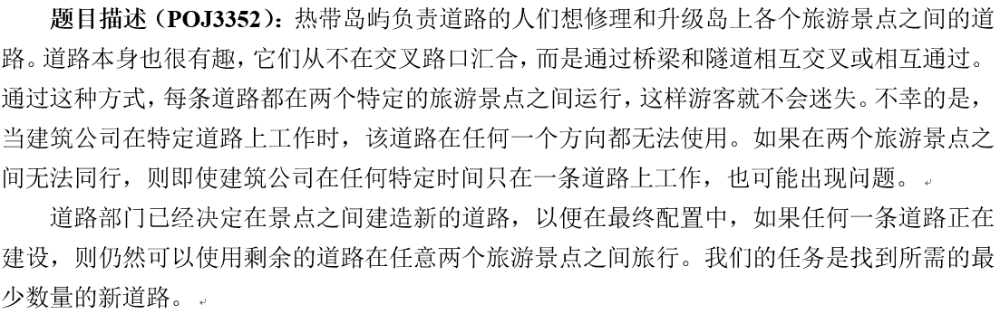 题目描述（POJ3352）：热带岛屿负责道路的人们想修理和升级岛上各个旅游景点之间的道
路。道路本身也很有趣，它们从不在交叉路口汇合，而是通过桥梁和隧道相互交叉或相互通过。
通过这种方式，每条道路都在两个特定的旅游景点之间运行，这样游客就不会迷失。不幸的是，
当建筑公司在特定道路上工作时，该道路在任何一个方向都无法使用。如果在两个旅游景点之
间无法同行，则即使建筑公司在任何特定时间只在一条道路上工作，也可能出现问题。
道路部门已经决定在景点之间建造新的道路，以便在最终配置中，如果任何一条道路正在
建设，则仍然可以使用剩余的道路在任意两个旅游景点之间旅行。我们的任务是找到所需的最
少数量的新道路。